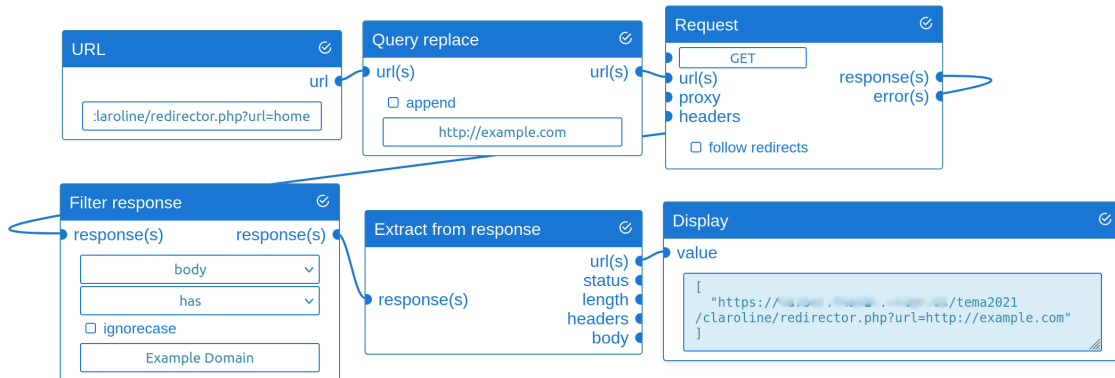 URL
url
:laroline/redirector.php?url=home
Query replace
url(s) url(s)
append
http://example.com
Request
GET
url(s) response(s)
proxy error(s)
headers
follow redirects
Filter response
response(s) response(s)
body
has
ignorecase
Example Domain
Extract from response
url(s)
status
response(s) length
headers
body
Display
value
[
"https:// /tema2021
/claroline/redirector.php?url=http://example.com"
]